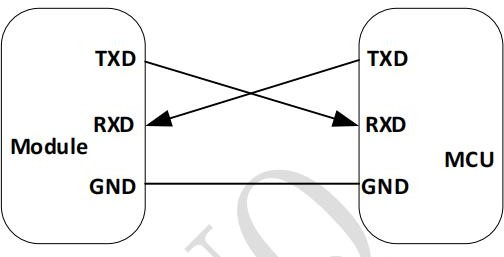 TXD TXD
RXD RXD
Module MCU
GND GND